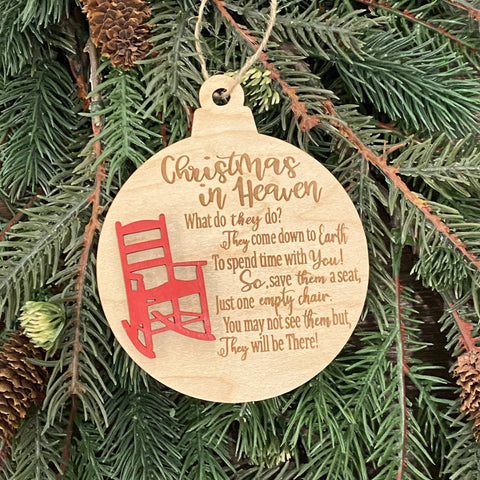 Christmas
in Heaven
What do they do?
They come down to Earth
To spend time with You!
So, save them a seat,
Just one empty chair.
You may not see them but,
They will be There!